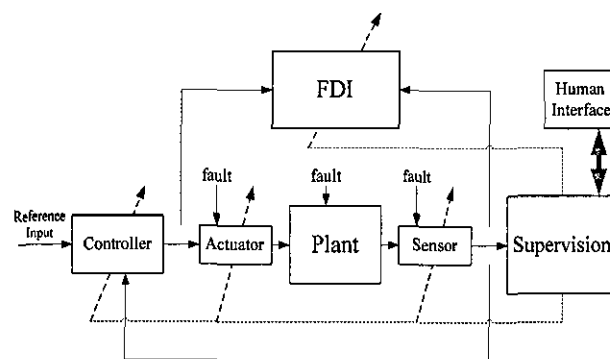 FDI
Human
Interface
fault
fault
fault
Reference
Input
Controller
Actuator
Plant
Sensor
Supervision